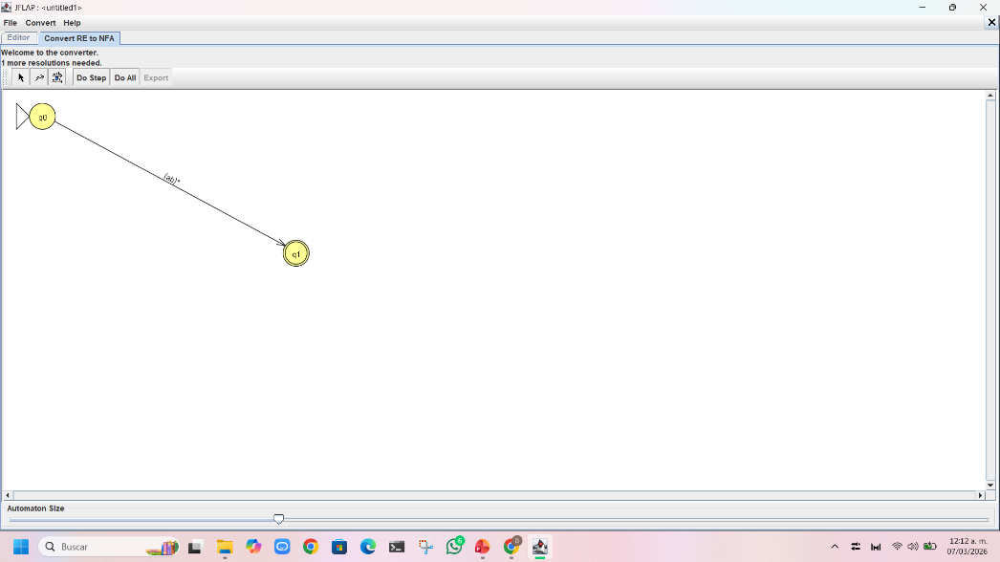 JFLAP : <untitled1>
File Convert Help
Editor Convert RE to NFA
Welcome to the converter.
1 more resolutions needed.
Do Step Do All Export
q0
(ab)*
q1
Automaton Size
Buscar
6
12:12 a. m.
07/03/2026